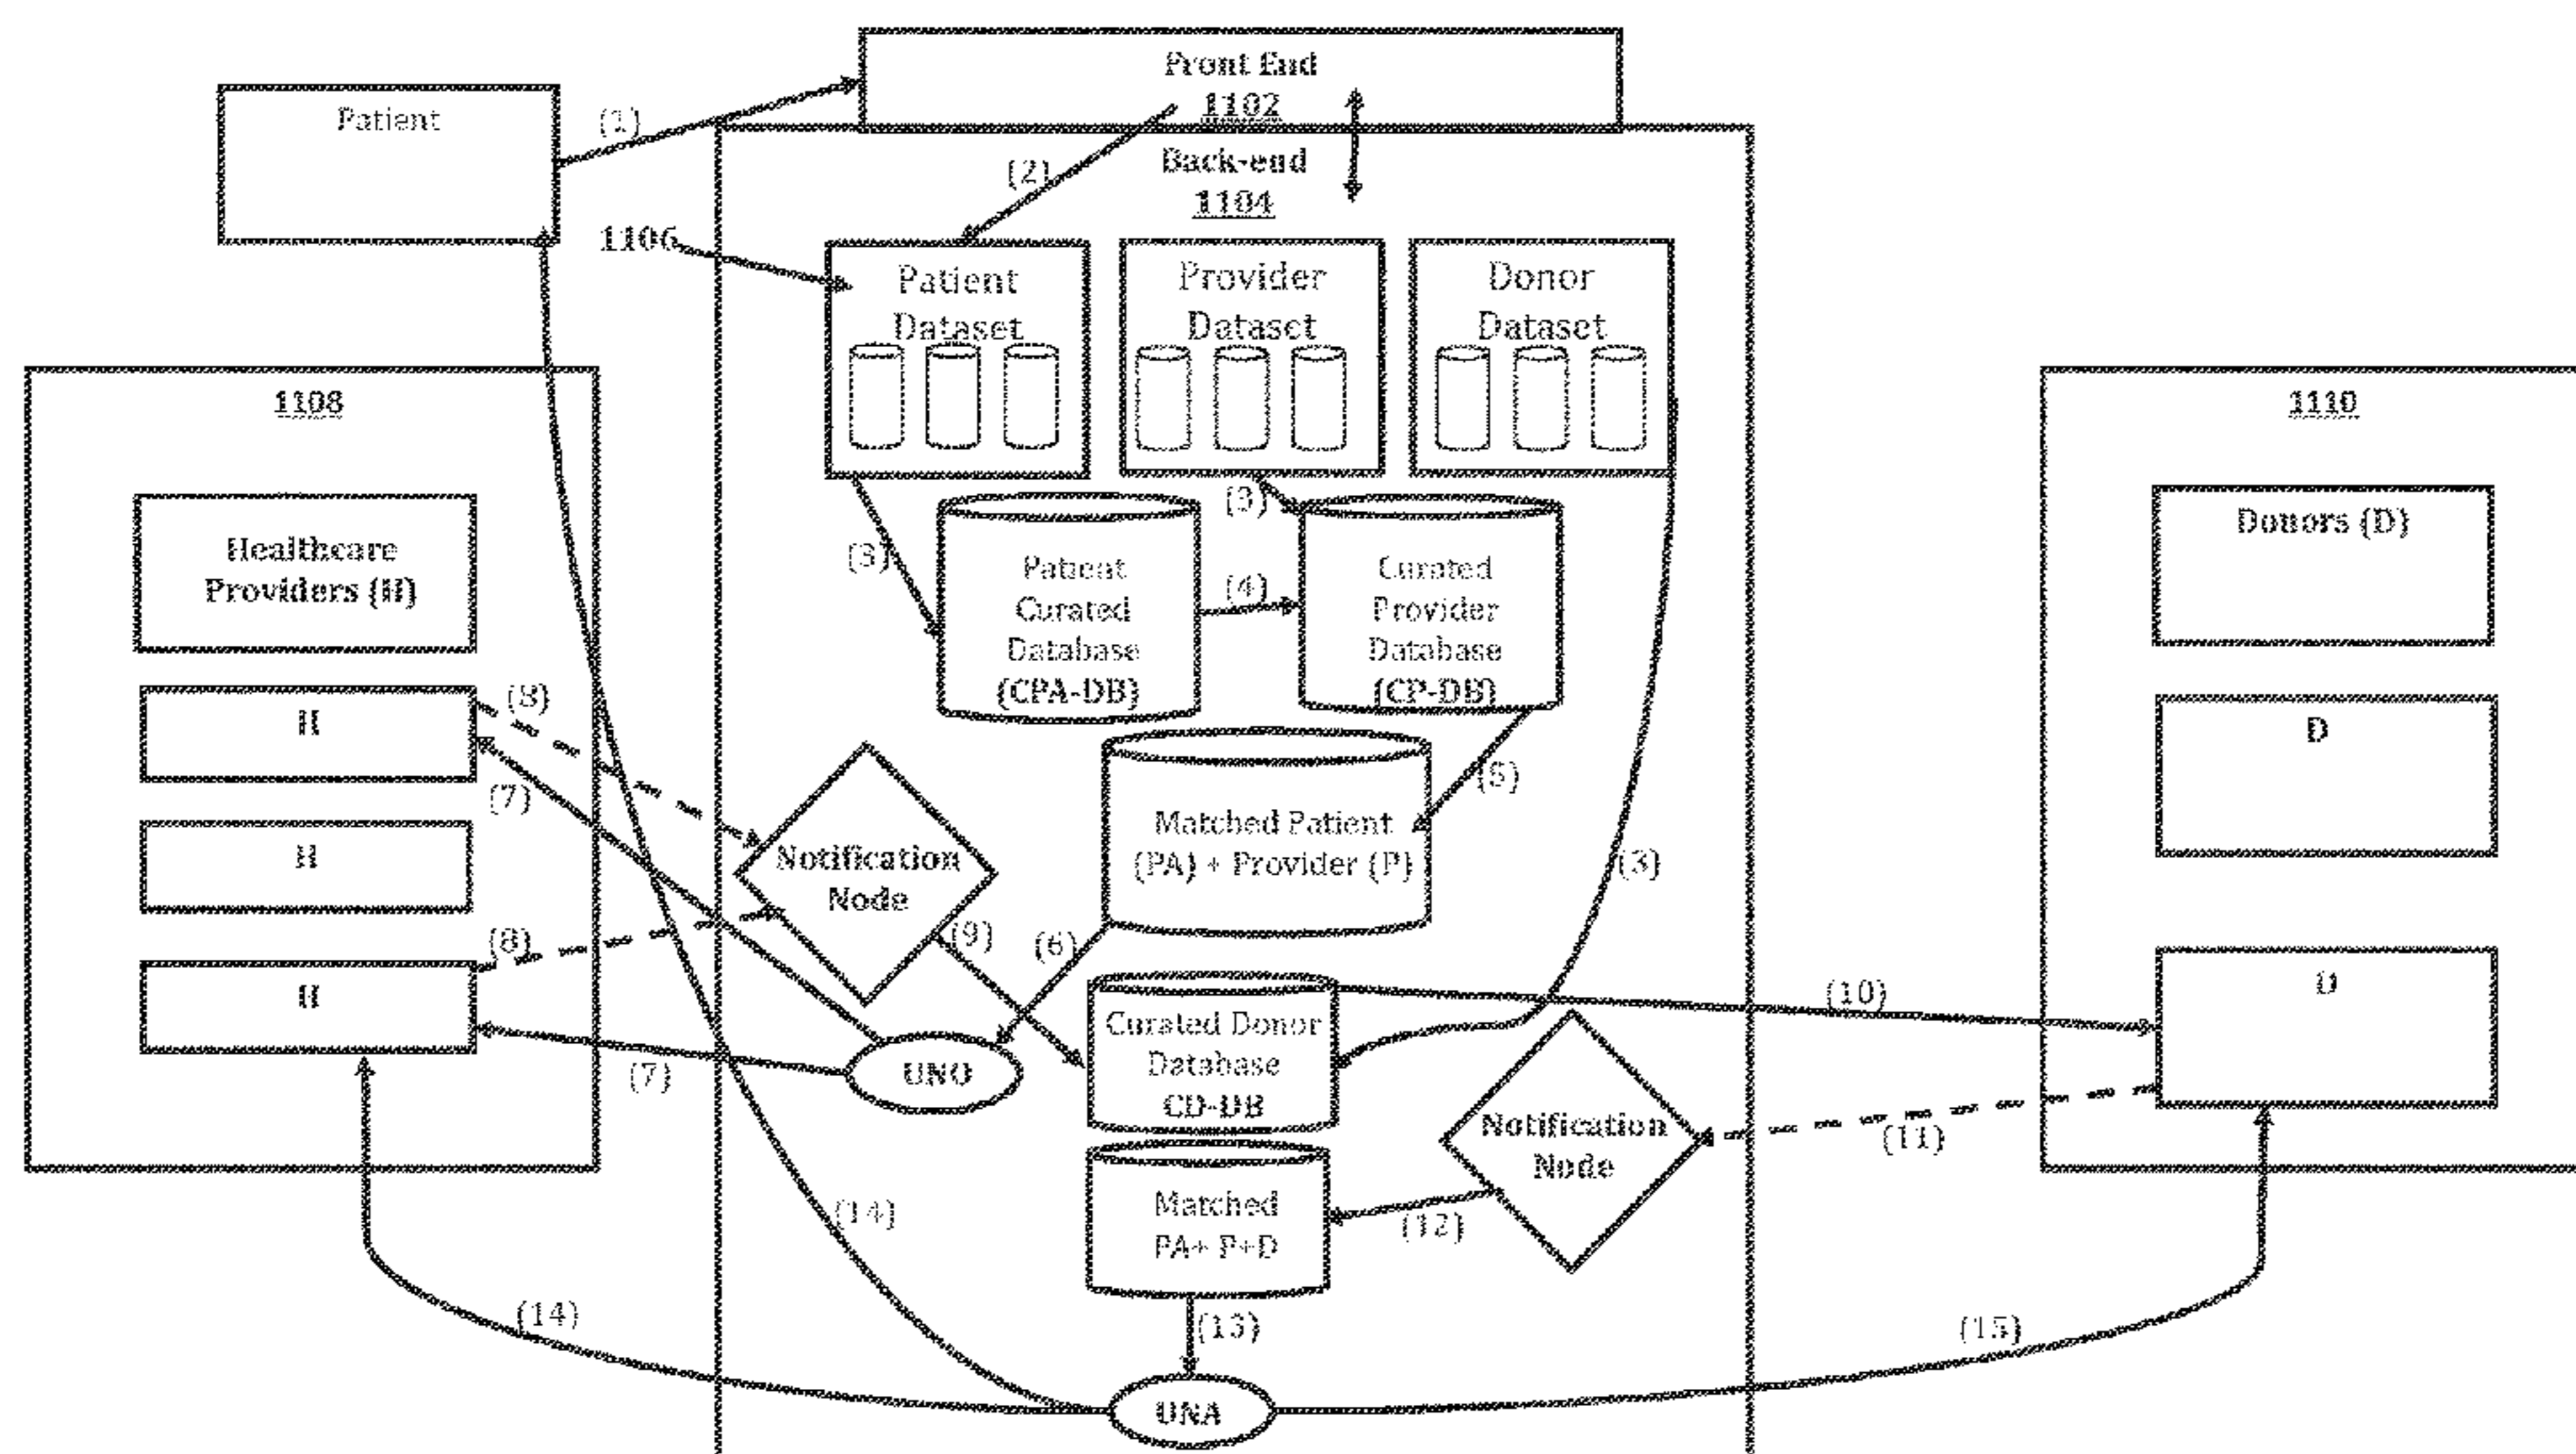 Front End
1102
Patient
(1)
Back-end
1104
(2)
1106
Patient
Dataset
Provider
Dataset
Donor
Dataset
1108
1110
Healthcare
Providers (H)
Donors (D)
(3)
(3)
(4)
Patient
Curated
Database
(CPA-DB)
Curated
Provider
Database
(CP-DB)
H
(8)
(7)
D
(5)
Matched Patient
(PA) + Provider (P)
(3)
Notification
Node
H
(8)
(9)
(6)
H
(10)
D
Curated Donor
Database
CD-DB
UNO
(7)
Notification
Node
(11)
Matched
PA+ P+D
(12)
(14)
(14)
(13)
(15)
UNA